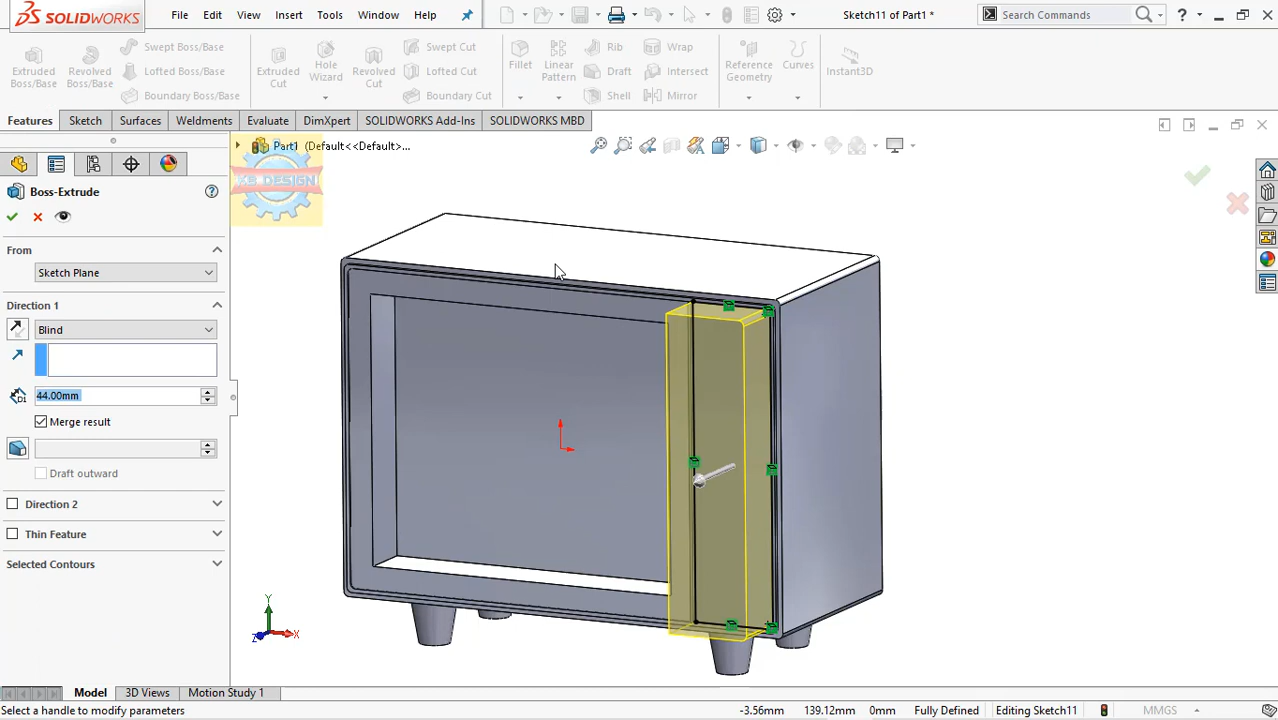 SOLIDWORKS File Edit View Insert Tools Window Help Sketch11 of Part1 * Search Commands ?
Extruded Boss/Base Revolved Boss/Base Swept Boss/Base Lofted Boss/Base Boundary Boss/Base Extruded Cut Hole Wizard Revolved Cut Swept Cut Lofted Cut Boundary Cut Fillet Linear Pattern Rib Draft Shell Wrap Intersect Mirror Reference Geometry Curves Instant3D
Features Sketch Surfaces Weldments Evaluate DimXpert SOLIDWORKS Add-Ins SOLIDWORKS MBD
Part1 (Default<<Default>...
KS DESIGN
Boss-Extrude ?
From
Sketch Plane
Direction 1
Blind
D1 44.00mm
Merge result
Draft outward
Direction 2
Thin Feature
Selected Contours
Y
Z X
Model 3D Views Motion Study 1
Select a handle to modify parameters -3.56mm 139.12mm 0mm Fully Defined Editing Sketch11 MMGS